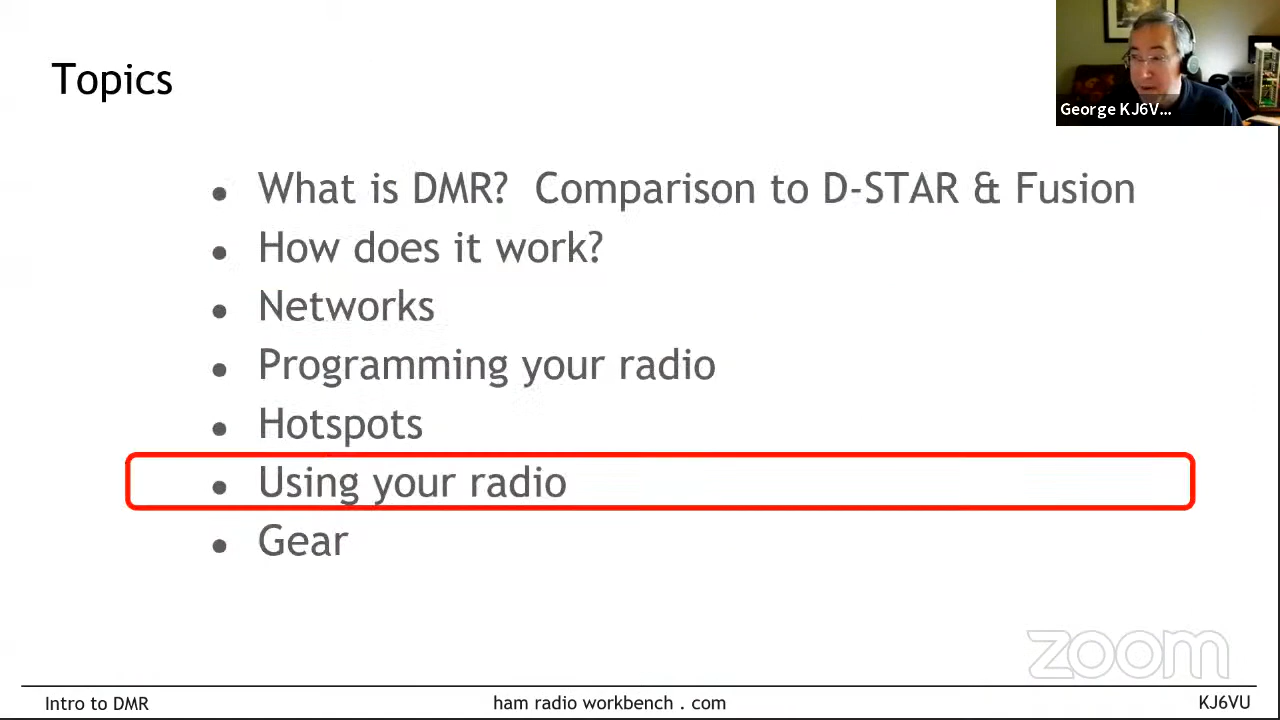 Topics
George KJ6V...
● What is DMR?  Comparison to D-STAR & Fusion
● How does it work?
● Networks
● Programming your radio
● Hotspots
● Using your radio
● Gear
zoom
Intro to DMR
ham radio workbench . com
KJ6VU